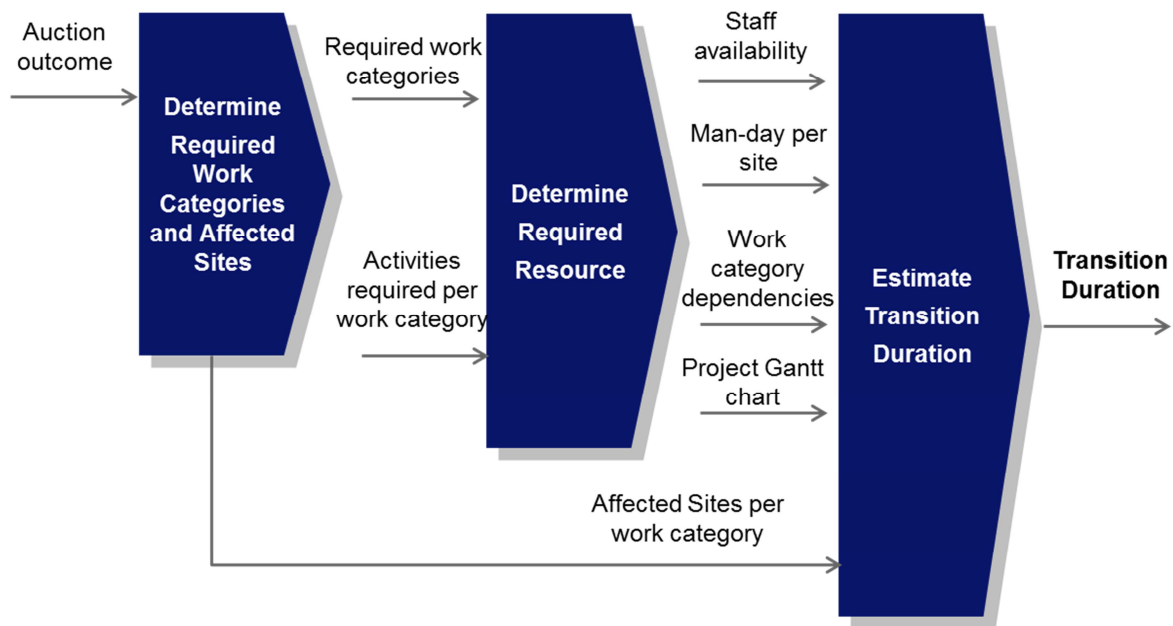 Auction
outcome
Determine
Required
Work
Categories
and Affected
Sites
Required work
categories
Activities
required per
work category
Determine
Required
Resource
Staff
availability
Man-day per
site
Work
category
dependencies
Project Gantt
chart
Affected Sites per
work category
Estimate
Transition
Duration
Transition
Duration